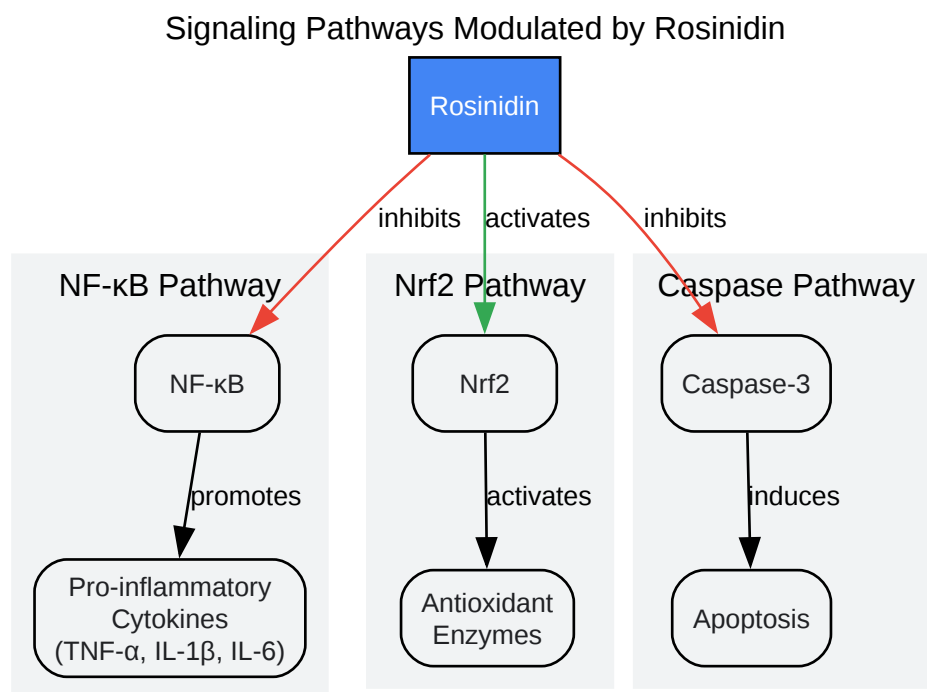 Signaling Pathways Modulated by Rosinidin
Rosinidin
inhibits
activates
inhibits
NF-κB Pathway
Nrf2 Pathway
Caspase Pathway
NF-κB
Nrf2
Caspase-3
promotes
activates
induces
Pro-inflammatory
Cytokines
(TNF-α, IL-1β, IL-6)
Antioxidant
Enzymes
Apoptosis